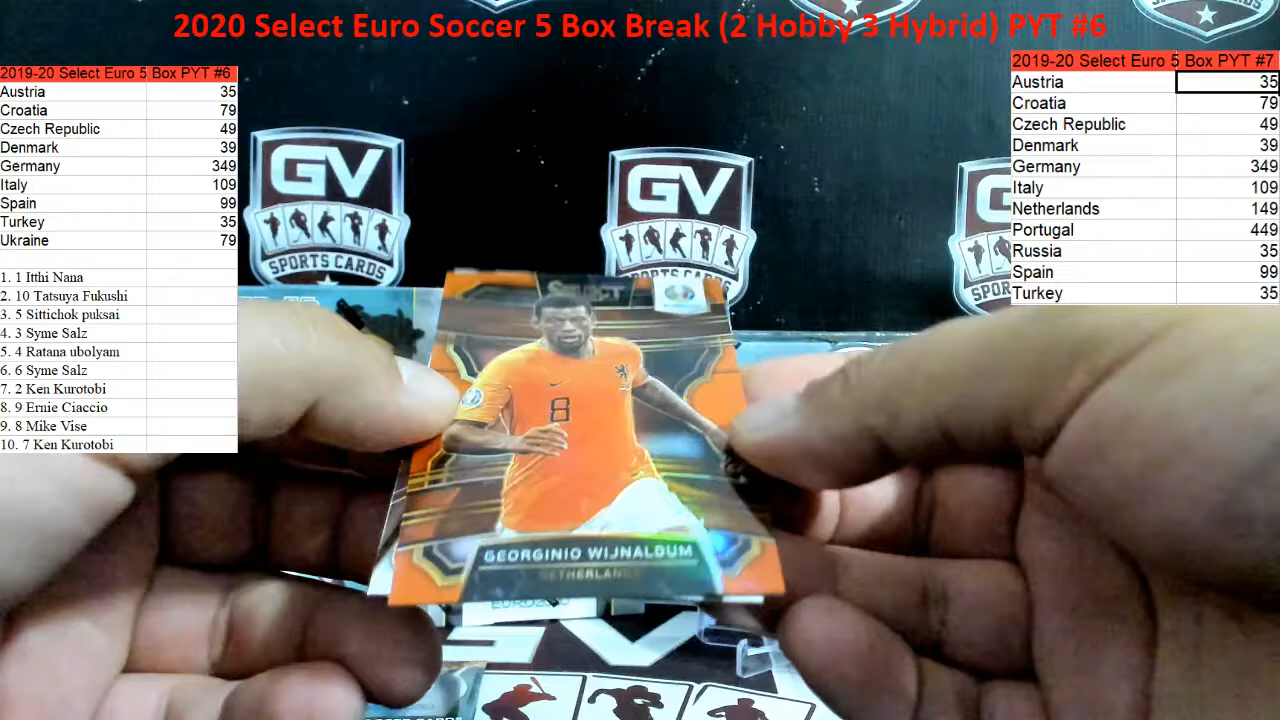 2020 Select Euro Soccer 5 Box Break (2 Hobby 3 Hybrid) PYT #6
2019-20 Select Euro 5 Box PYT #6
Austria 35
Croatia 79
Czech Republic 49
Denmark 39
Germany 349
Italy 109
Spain 99
Turkey 35
Ukraine 79
1. 1 Itthi Nana
2. 10 Tatsuya Fukushi
3. 5 Sittichok puksai
4. 3 Syme Salz
5. 4 Ratana ubolyam
6. 6 Syme Salz
7. 2 Ken Kurotobi
8. 9 Ernie Ciaccio
9. 8 Mike Vise
10. 7 Ken Kurotobi
2019-20 Select Euro 5 Box PYT #7
Austria 35
Croatia 79
Czech Republic 49
Denmark 39
Germany 349
Italy 109
Netherlands 149
Portugal 449
Russia 35
Spain 99
Turkey 35
GV
SPORTS CARDS
GV
SPORTS CARDS
SELECT
8
GEORGINIO WIJNALDUM
NETHERLANDS
EURO2020